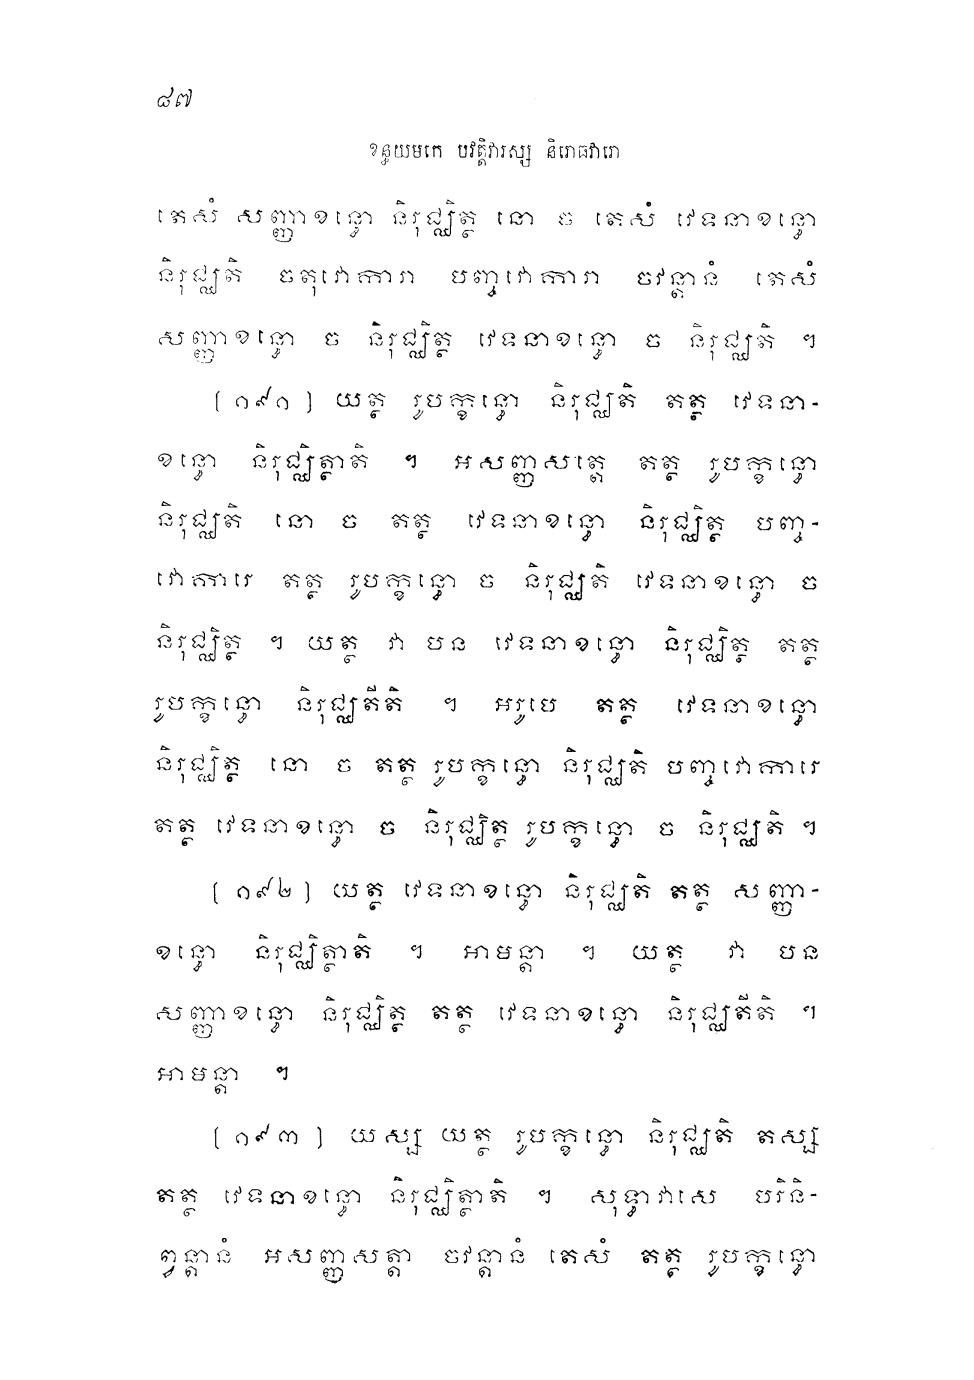 ៨៧
ខន្ធយមកេ បវត្តិវារស្ស និរោធវារោ
តេសំ សញ្ញាខន្ធោ និរុជ្ឈិត្ថ នោ ច តេសំ វេទនាខន្ធោ
និរុជ្ឈតិ ចតុវោការា បញ្ចវោការា ចវន្តានំ តេសំ
សញ្ញាខន្ធោ ច និរុជ្ឈិត្ថ វេទនាខន្ធោ ច និរុជ្ឈតិ ។
(១៩១) យត្ថ រូបក្ខន្ធោ និរុជ្ឈតិ តត្ថ វេទនា-
ខន្ធោ និរុជ្ឈិត្ថាតិ ។ អសញ្ញសត្តេ តត្ថ រូបក្ខន្ធោ
និរុជ្ឈតិ នោ ច តត្ថ វេទនាខន្ធោ និរុជ្ឈិត្ថ បញ្ច-
វោការេ តត្ថ រូបក្ខន្ធោ ច និរុជ្ឈតិ វេទនាខន្ធោ ច
និរុជ្ឈិត្ថ ។ យត្ថ វា បន វេទនាខន្ធោ និរុជ្ឈិត្ថ តត្ថ
រូបក្ខន្ធោ និរុជ្ឈតីតិ ។ អរូបេ តត្ថ វេទនាខន្ធោ
និរុជ្ឈិត្ថ នោ ច តត្ថ រូបក្ខន្ធោ និរុជ្ឈតិ បញ្ចវោការេ
តត្ថ វេទនាខន្ធោ ច និរុជ្ឈិត្ថ រូបក្ខន្ធោ ច និរុជ្ឈតិ ។
(១៩២) យត្ថ វេទនាខន្ធោ និរុជ្ឈតិ តត្ថ សញ្ញា-
ខន្ធោ និរុជ្ឈិត្ថាតិ ។ អាមន្តា ។ យត្ថ វា បន
សញ្ញាខន្ធោ និរុជ្ឈិត្ថ តត្ថ វេទនាខន្ធោ និរុជ្ឈតីតិ ។
អាមន្តា ។
(១៩៣) យស្ស យត្ថ រូបក្ខន្ធោ និរុជ្ឈតិ តស្ស
តត្ថ វេទនាខន្ធោ និរុជ្ឈិត្ថាតិ ។ សុទ្ធាវាសេ បរិនិ-
ព្វន្តានំ អសញ្ញសត្តា ចវន្តានំ តេសំ តត្ថ រូបក្ខន្ធោ